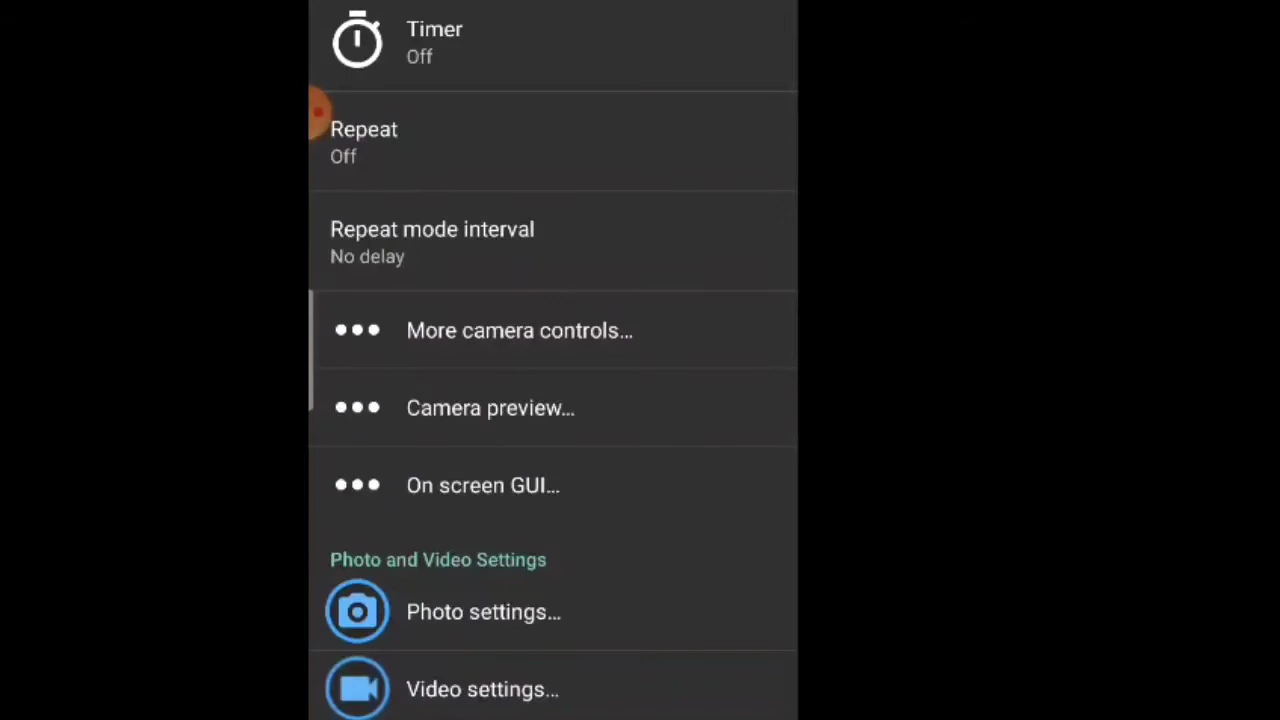 Timer
Off
Repeat
Off
Repeat mode interval
No delay
More camera controls...
Camera preview...
On screen GUI...
Photo and Video Settings
Photo settings...
Video settings...